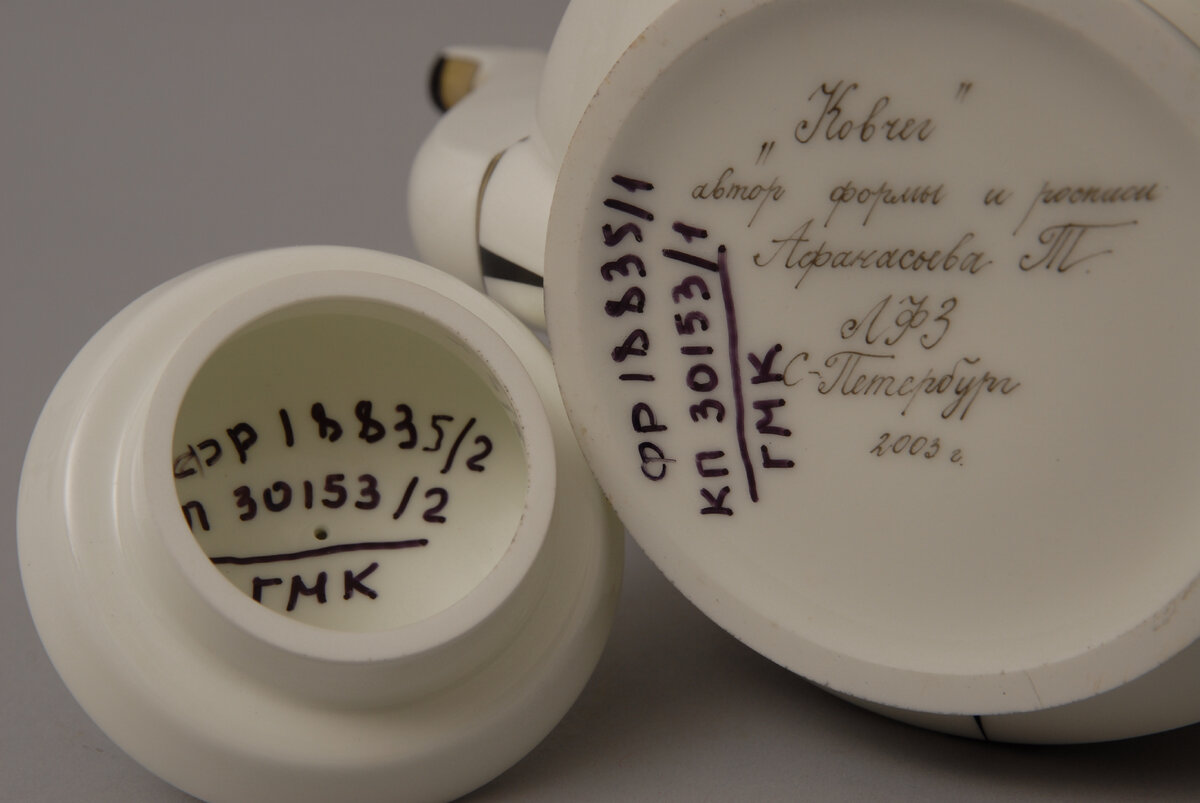 фР 18835/2
п 30153/2
ГМК
фР 18835/1
КП 30153/1
ГМК
„Ковчег"
автор формы и росписи
Афанасьева Т.
ЛФЗ
С-Петербург
2003 г.